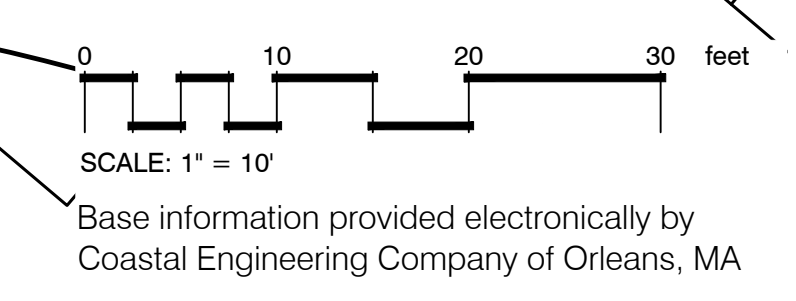 0 10 20 30 feet
SCALE: 1" = 10'
Base information provided electronically by
Coastal Engineering Company of Orleans, MA